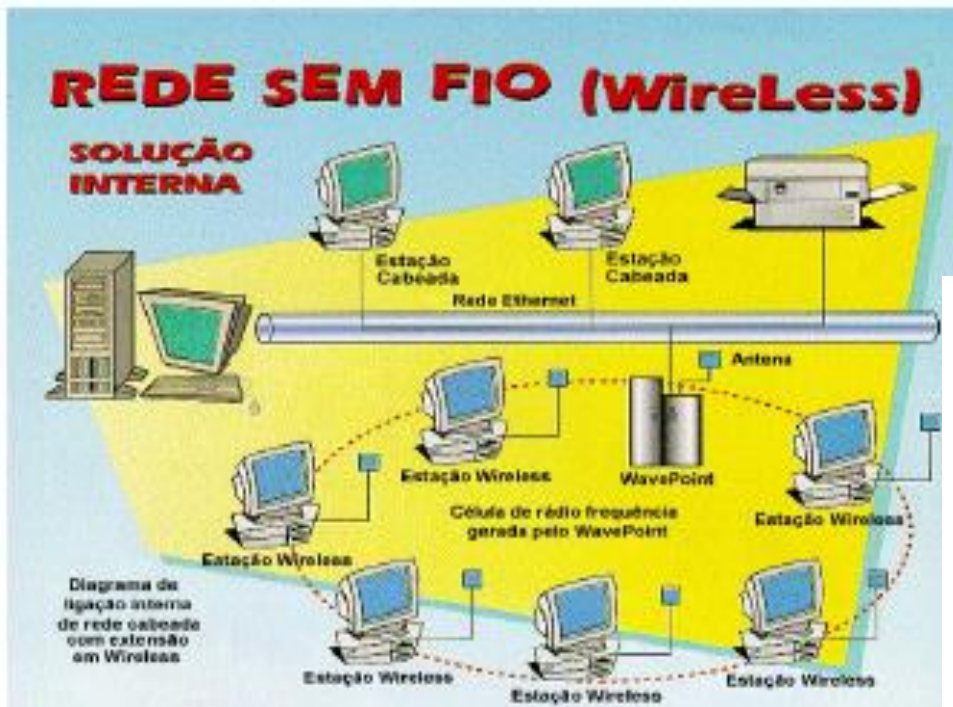 REDE SEM FIO (WireLess)
SOLUÇÃO
INTERNA
Estação
Cabeada
Estação
Cabeada
Rede Ethernet
Antena
Estação Wireless
WavePoint
Célula de rádio frequência
gerada pelo WavePoint
Estação Wireless
Estação Wireless
Diagrama de
ligação interna
de rede cabeada
com extensão
em Wireless
Estação Wireless
Estação Wireless
Estação Wireless